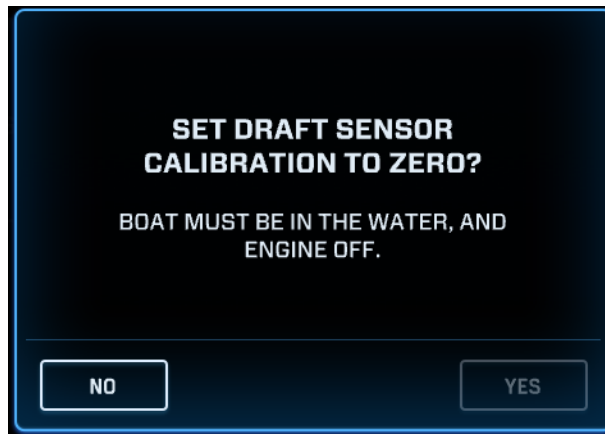 SET DRAFT SENSOR
CALIBRATION TO ZERO?
BOAT MUST BE IN THE WATER, AND
ENGINE OFF.
NO
YES